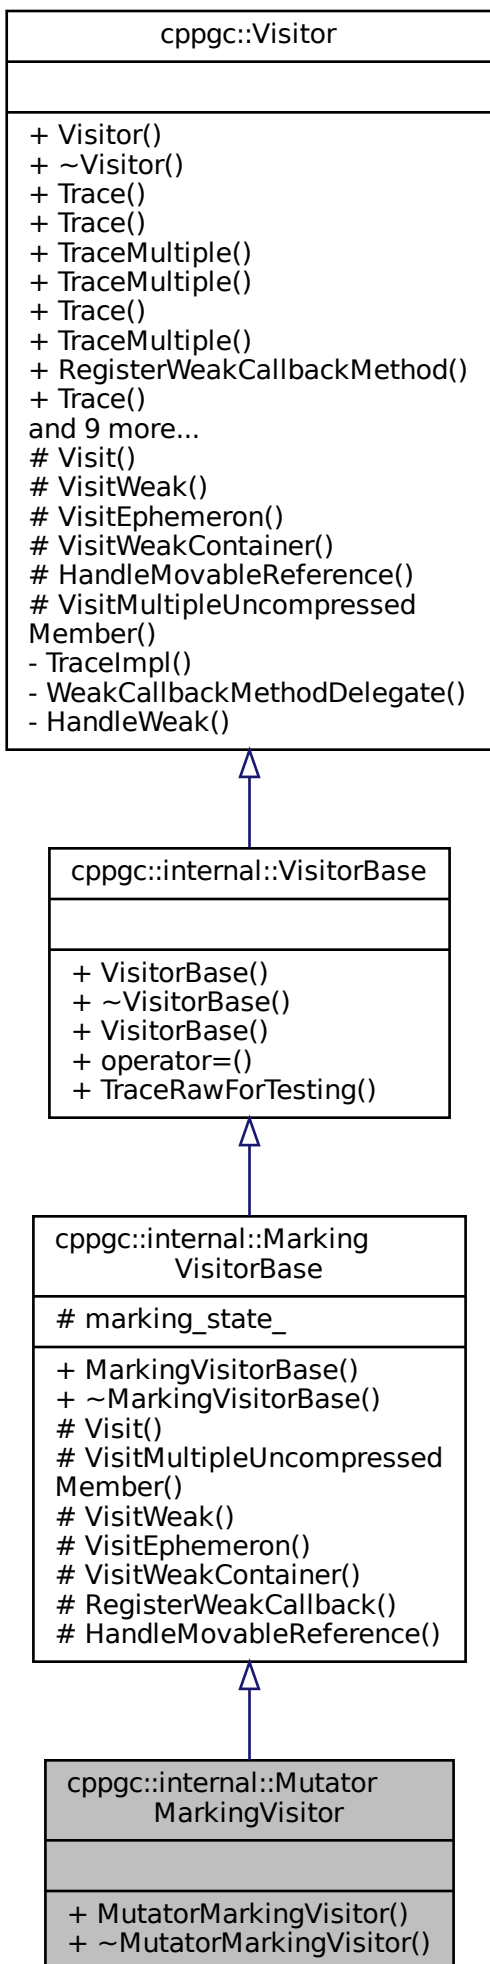 cppgc::Visitor
+ Visitor()
+ ~Visitor()
+ Trace()
+ Trace()
+ TraceMultiple()
+ TraceMultiple()
+ Trace()
+ TraceMultiple()
+ RegisterWeakCallbackMethod()
+ Trace()
and 9 more...
# Visit()
# VisitWeak()
# VisitEphemeron()
# VisitWeakContainer()
# HandleMovableReference()
# VisitMultipleUncompressed
Member()
- TraceImpl()
- WeakCallbackMethodDelegate()
- HandleWeak()
cppgc::internal::VisitorBase
+ VisitorBase()
+ ~VisitorBase()
+ VisitorBase()
+ operator=()
+ TraceRawForTesting()
cppgc::internal::Marking
VisitorBase
# marking_state_
+ MarkingVisitorBase()
+ ~MarkingVisitorBase()
# Visit()
# VisitMultipleUncompressed
Member()
# VisitWeak()
# VisitEphemeron()
# VisitWeakContainer()
# RegisterWeakCallback()
# HandleMovableReference()
cppgc::internal::Mutator
MarkingVisitor
+ MutatorMarkingVisitor()
+ ~MutatorMarkingVisitor()